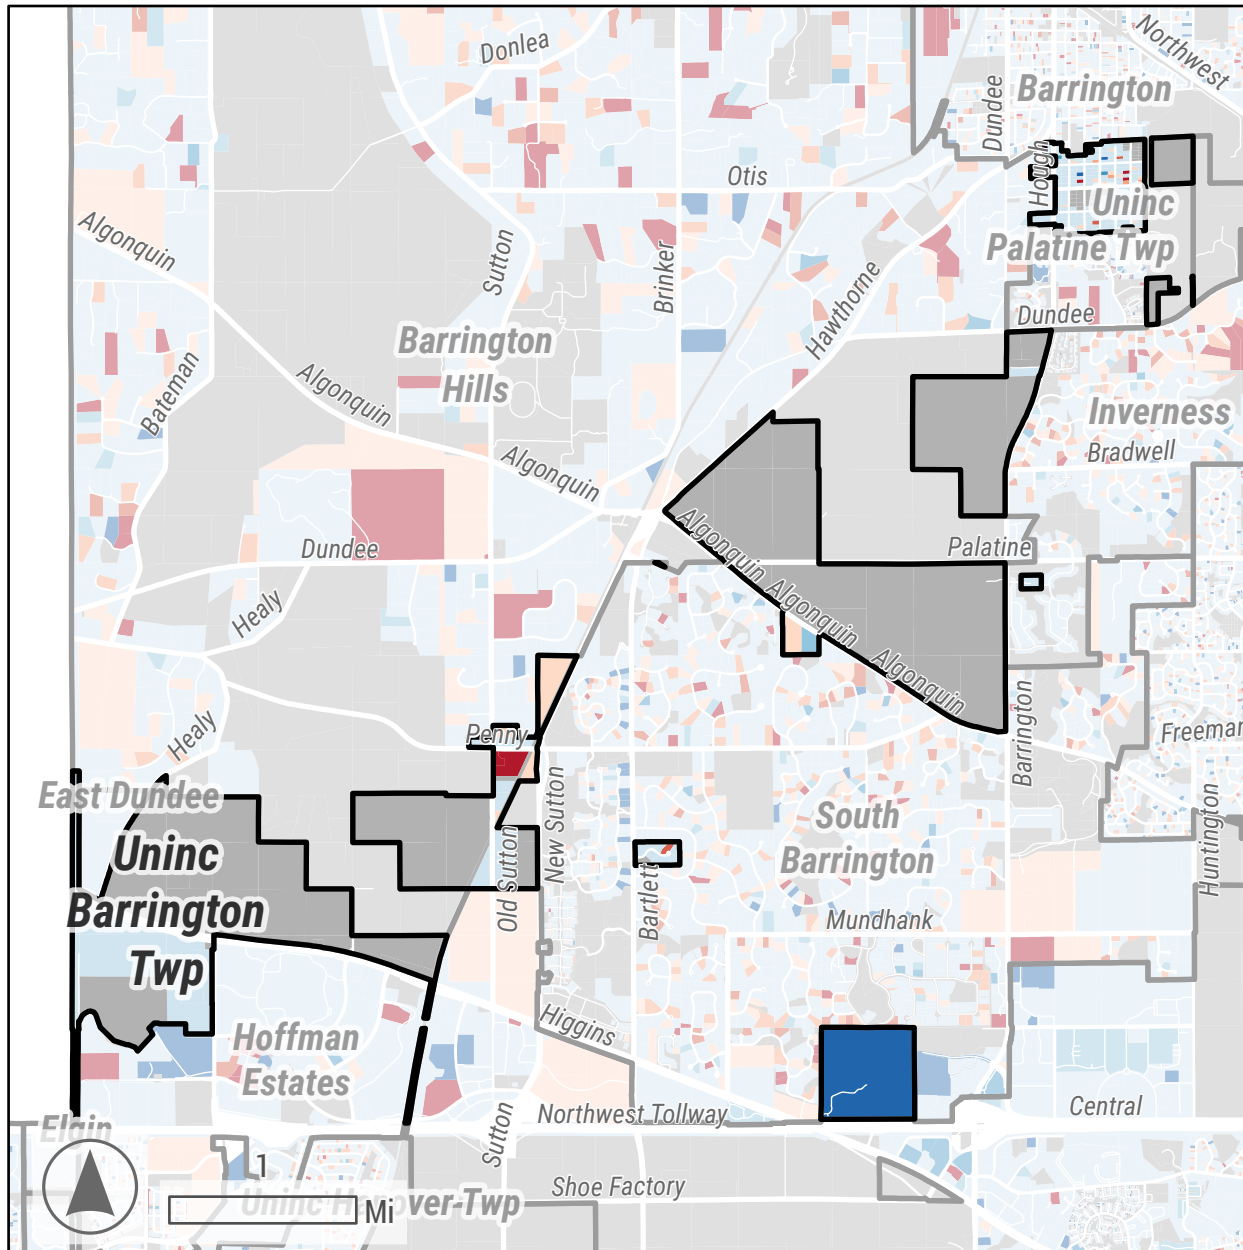 Donlea
Northwest
Barrington
Dundee
Otis
Hough
Uninc
Palatine Twp
Algonquin
Sutton
Brinker
Hawthorne
Dundee
Barrington
Hills
Bateman
Algonquin
Inverness
Bradwell
Algonquin
Dundee
Algonquin
Palatine
Algonquin
Healy
Algonquin
Healy
Penny
Barrington
Freeman
East Dundee
New Sutton
South
Barrington
Huntington
Uninc
Barrington
Twp
Old Sutton
Bartlett
Mundhank
Higgins
Hoffman
Estates
Northwest Tollway
Central
Elgin
Sutton
1
Mi
Shoe Factory
Uninc Hanover-Twp